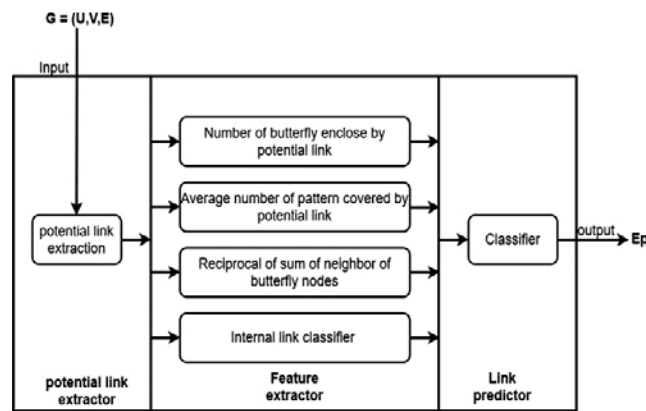 G = (U,V,E)
Input
Number of butterfly enclose by
potential link
Average number of pattern covered by
potential link
potential link
extraction
Reciprocal of sum of neighbor of
butterfly nodes
Internal link classifier
Classifier
output
Ep
potential link
extractor
Feature
extractor
Link
predictor